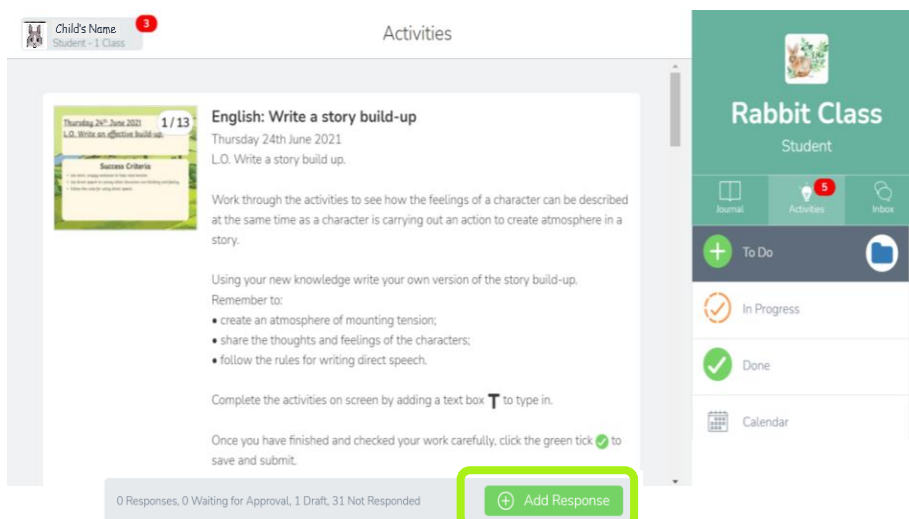 Child's Name
3
Student - 1 Class
Activities
Thursday 24th June 2021
1 / 13
L.O. Write an effective build-up.
Success Criteria
English: Write a story build-up
Thursday 24th June 2021
L.O. Write a story build up.
Work through the activities to see how the feelings of a character can be described
at the same time as a character is carrying out an action to create atmosphere in a
story.
Using your new knowledge write your own version of the story build-up.
Remember to:
• create an atmosphere of mounting tension;
• share the thoughts and feelings of the characters;
• follow the rules for writing direct speech.
Complete the activities on screen by adding a text box T to type in.
Once you have finished and checked your work carefully, click the green tick to
save and submit.
0 Responses, 0 Waiting for Approval, 1 Draft, 31 Not Responded
Add Response
Rabbit Class
Student
Journal
Activities
5
Inbox
To Do
In Progress
Done
Calendar